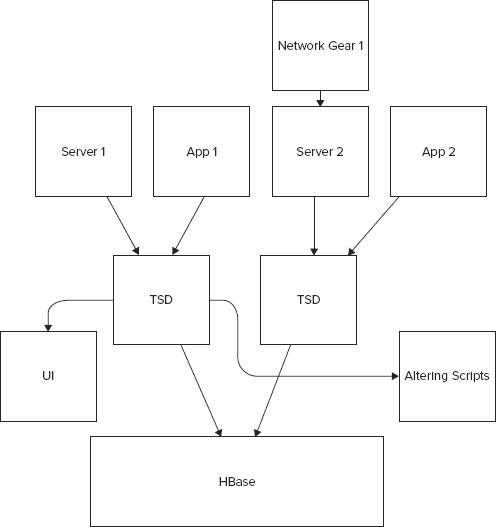 Network Gear 1
Server 1
App 1
Server 2
App 2
TSD
TSD
UI
Altering Scripts
HBase